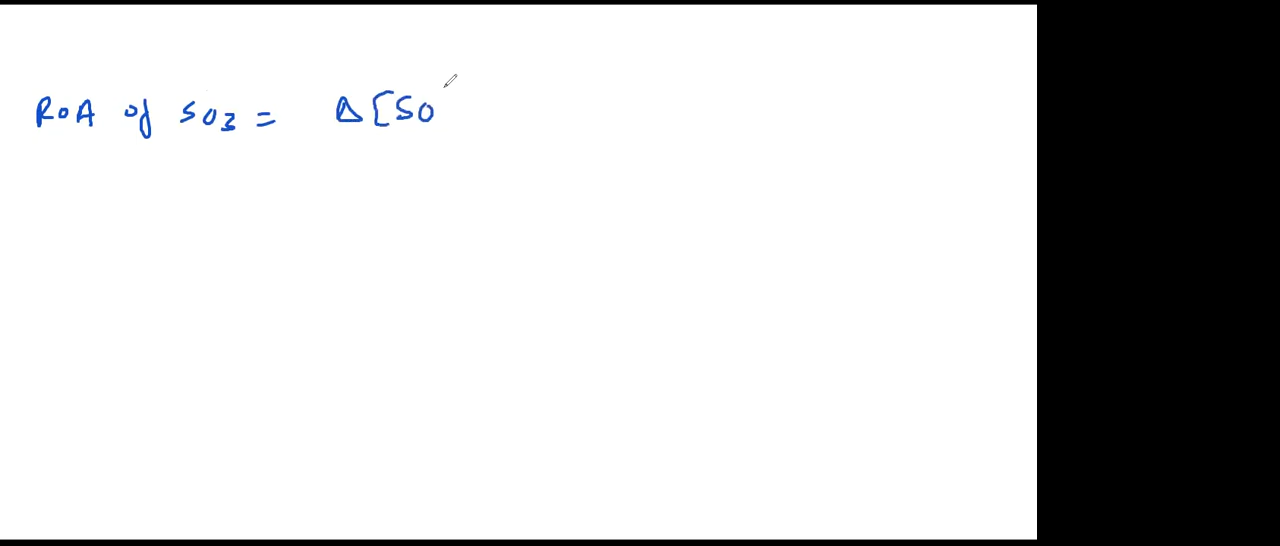 RoA of SO3 = Δ[SO